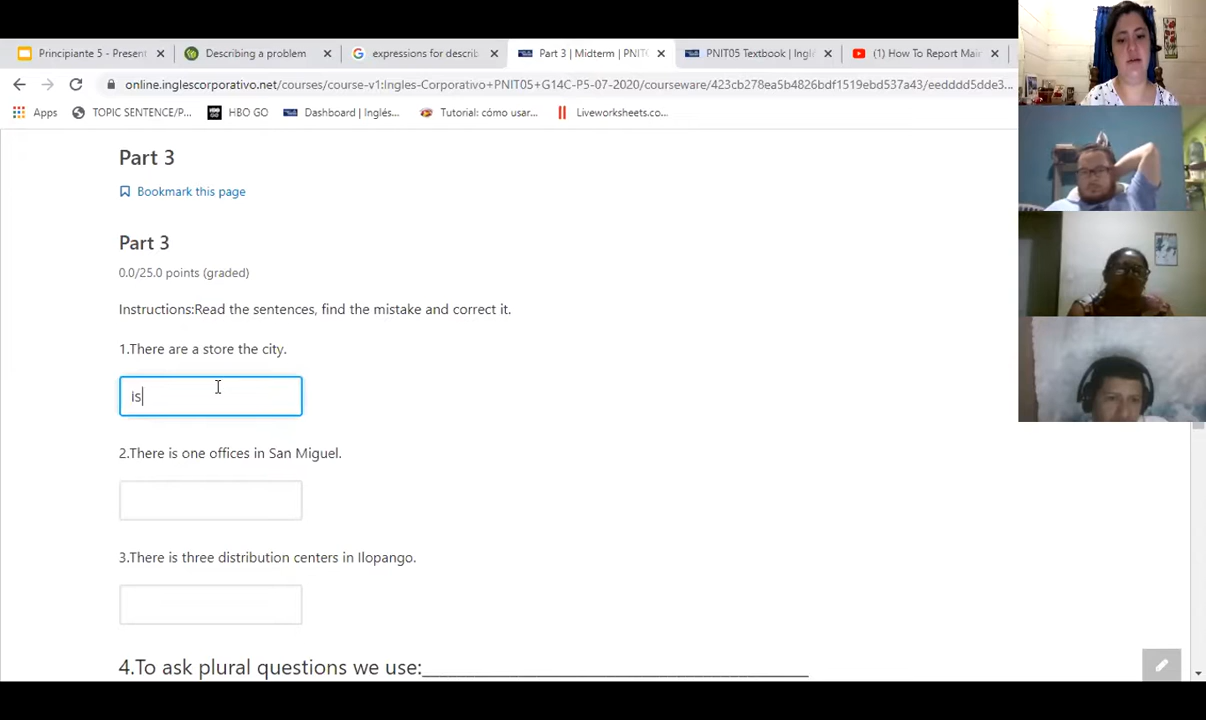 Principiante 5 - Present
Describing a problem
expressions for describ
Part 3 | Midterm | PNIT
PNIT05 Textbook | Inglé
(1) How To Report Mair
online.inglescorporativo.net/courses/course-v1:Ingles-Corporativo+PNIT05+G14C-P5-07-2020/courseware/423cb278ea5b4826bdf1519ebd537a43/eedddd5dde3...
Apps
TOPIC SENTENCE/P...
HBO GO
Dashboard | Inglés...
Tutorial: cómo usar...
Liveworksheets.co...
Part 3
Bookmark this page
Part 3
0.0/25.0 points (graded)
Instructions:Read the sentences, find the mistake and correct it.
1.There are a store the city.
is
2.There is one offices in San Miguel.
3.There is three distribution centers in Ilopango.
4.To ask plural questions we use:___________________________________________